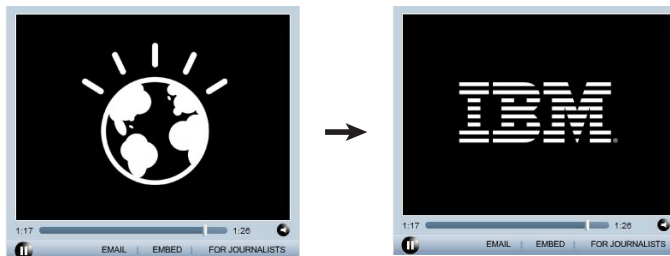 IBM
1:17 1:26
EMAIL | EMBED | FOR JOURNALISTS
1:17 1:26
EMAIL | EMBED | FOR JOURNALISTS